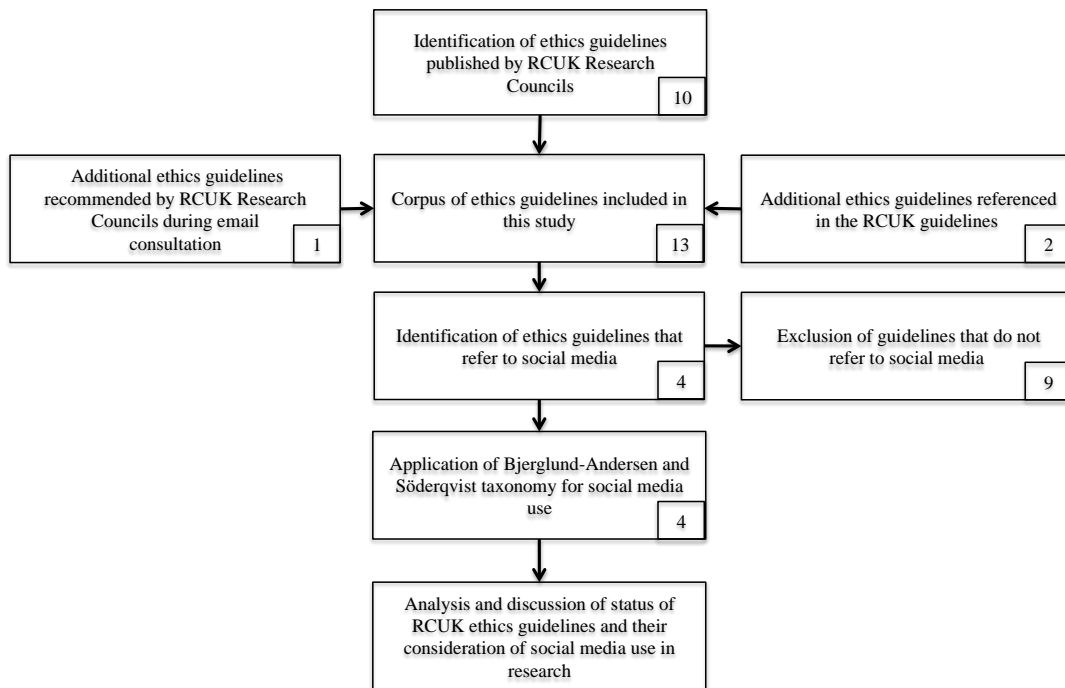 Identification of ethics guidelines
published by RCUK Research
Councils
10
Additional ethics guidelines
recommended by RCUK Research
Councils during email
consultation
1
Corpus of ethics guidelines included in
this study
13
Additional ethics guidelines referenced
in the RCUK guidelines
2
Identification of ethics guidelines that
refer to social media
4
Exclusion of guidelines that do not
refer to social media
9
Application of Bjerglund-Andersen and
Söderqvist taxonomy for social media
use
4
Analysis and discussion of status of
RCUK ethics guidelines and their
consideration of social media use in
research